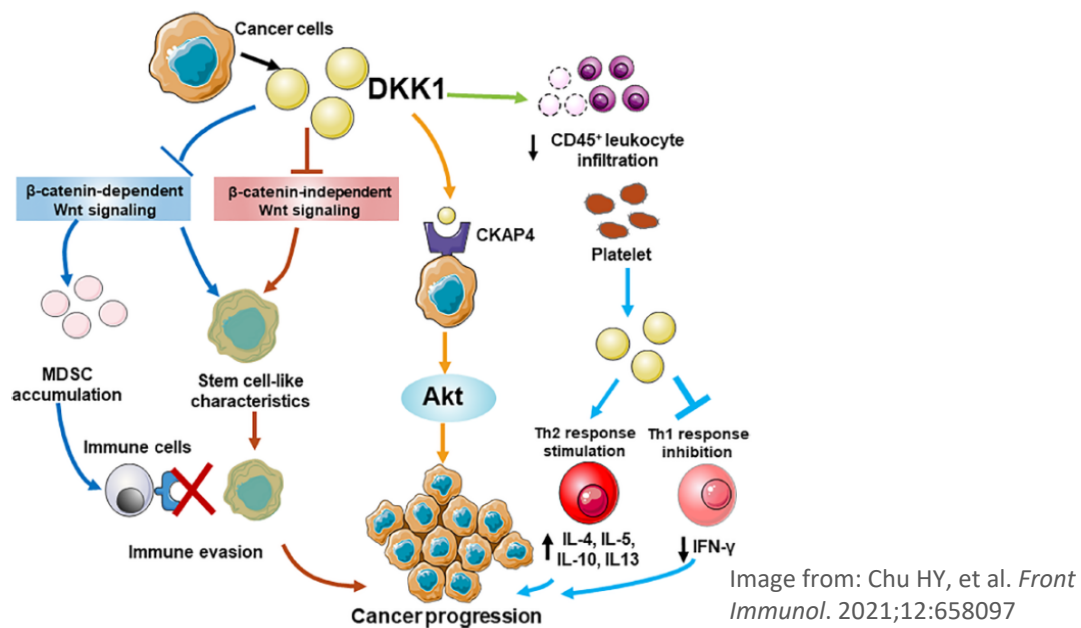 Cancer cells
DKK1
CD45⁺ leukocyte
infiltration
β-catenin-dependent
Wnt signaling
β-catenin-independent
Wnt signaling
CKAP4
Platelet
MDSC
accumulation
Stem cell-like
characteristics
Akt
Th2 response
stimulation
Th1 response
inhibition
Immune cells
Immune evasion
IL-4, IL-5,
IL-10, IL13
IFN-γ
Cancer progression
Image from: Chu HY, et al. Front
Immunol. 2021;12:658097